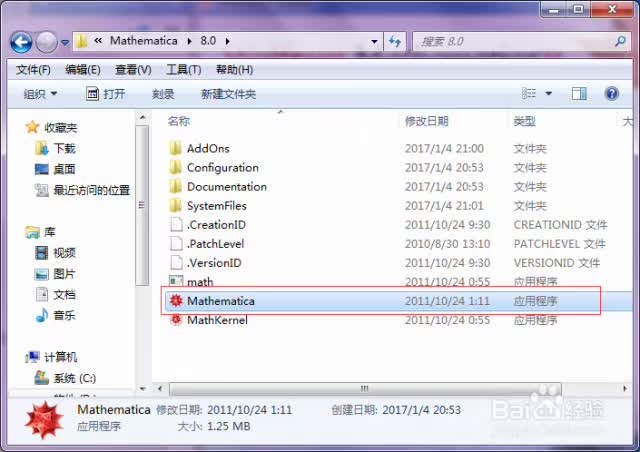 « Mathematica ▸ 8.0 ▸
搜索 8.0
文件(F) 编辑(E) 查看(V) 工具(T) 帮助(H)
组织 打开 刻录 新建文件夹
名称 修改日期 类型 大
收藏夹
下载
桌面
最近访问的位置
库
视频
图片
文档
音乐
计算机
系统 (C:)
AddOns 2017/1/4 21:00 文件夹
Configuration 2017/1/4 20:53 文件夹
Documentation 2017/1/4 20:53 文件夹
SystemFiles 2017/1/4 21:01 文件夹
.CreationID 2011/10/24 9:30 CREATIONID 文件
.PatchLevel 2010/8/30 13:10 PATCHLEVEL 文件
.VersionID 2011/10/24 9:30 VERSIONID 文件
math 2011/10/24 0:55 应用程序
Mathematica 2011/10/24 1:11 应用程序
MathKernel 2011/10/24 0:55 应用程序
Mathematica 修改日期: 2011/10/24 1:11 创建日期: 2017/1/4 20:53
应用程序 大小: 1.25 MB
Baidu 经验